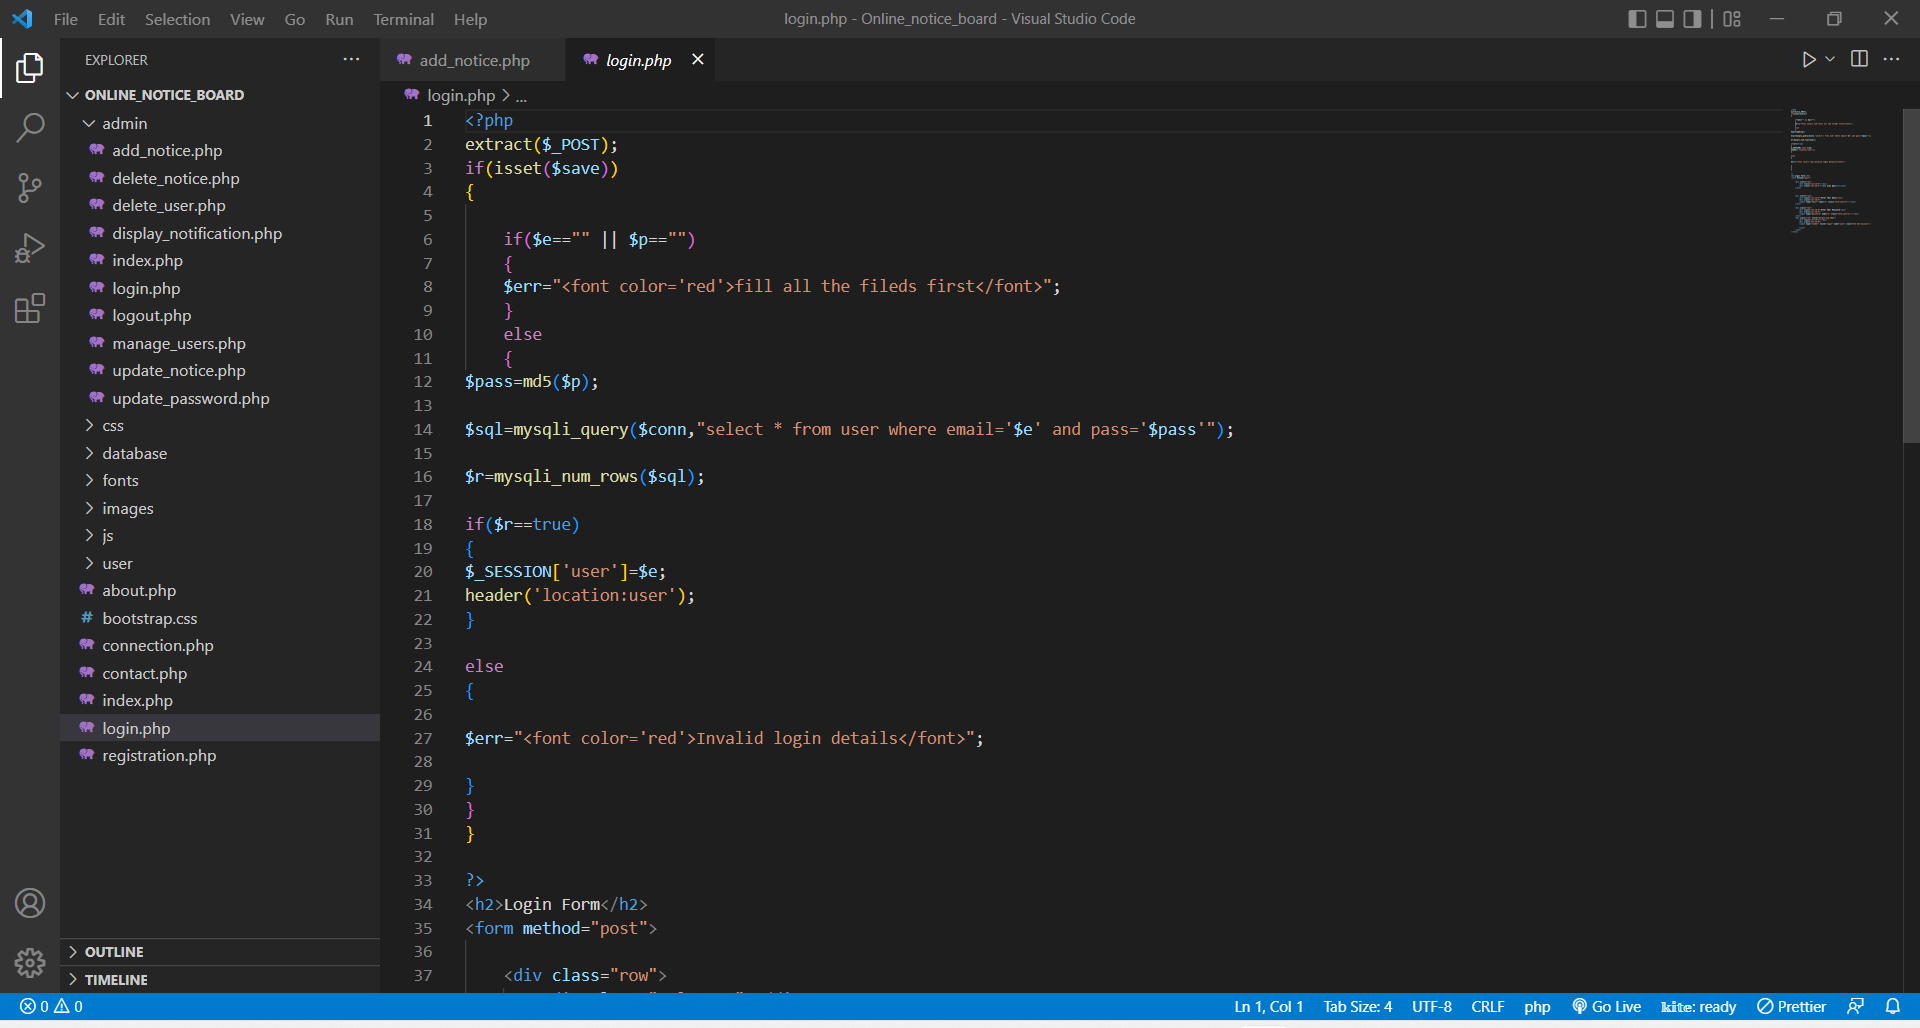 File Edit Selection View Go Run Terminal Help
login.php - Online_notice_board - Visual Studio Code
EXPLORER
ONLINE_NOTICE_BOARD
admin
add_notice.php
delete_notice.php
delete_user.php
display_notification.php
index.php
login.php
logout.php
manage_users.php
update_notice.php
update_password.php
css
database
fonts
images
js
user
about.php
bootstrap.css
connection.php
contact.php
index.php
login.php
registration.php
OUTLINE
TIMELINE
add_notice.php login.php
login.php > ...
1 <?php
2 extract($_POST);
3 if(isset($save))
4 {
5
6 if($e=="" || $p=="")
7 {
8 $err="<font color='red'>fill all the fileds first</font>";
9 }
10 else
11 {
12 $pass=md5($p);
13
14 $sql=mysqli_query($conn,"select * from user where email='$e' and pass='$pass'");
15
16 $r=mysqli_num_rows($sql);
17
18 if($r==true)
19 {
20 $_SESSION['user']=$e;
21 header('location:user');
22 }
23
24 else
25 {
26
27 $err="<font color='red'>Invalid login details</font>";
28
29 }
30 }
31 }
32
33 ?>
34 <h2>Login Form</h2>
35 <form method="post">
36
37 <div class="row">
0 0 Ln 1, Col 1 Tab Size: 4 UTF-8 CRLF php Go Live kite: ready Prettier